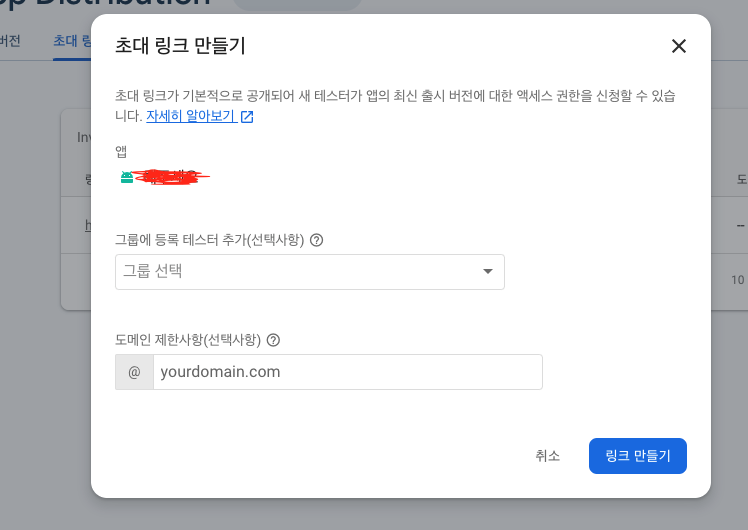 op Distribution
버전
초대 링
초대 링크 만들기
초대 링크가 기본적으로 공개되어 새 테스터가 앱의 최신 출시 버전에 대한 액세스 권한을 신청할 수 있습
니다. 자세히 알아보기
Inv
앱
링
도
h
--
그룹에 등록 테스터 추가(선택사항)
그룹 선택
10
도메인 제한사항(선택사항)
@ yourdomain.com
취소
링크 만들기